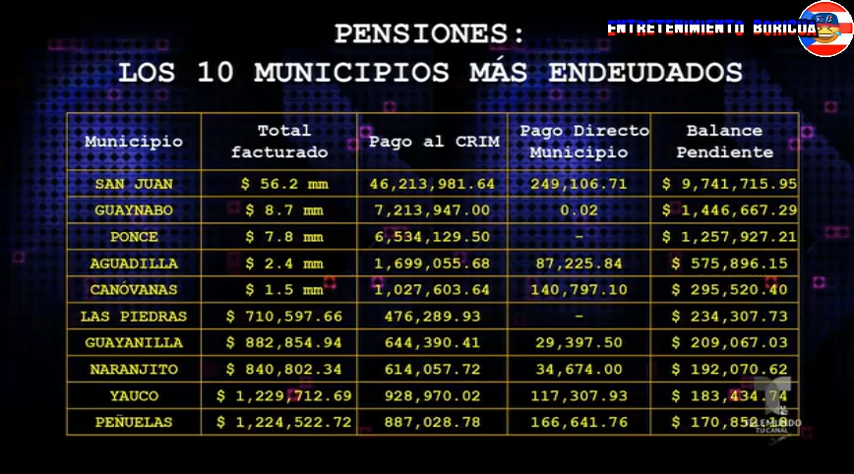 ENTRETENIMIENTO BORICUA
PENSIONES:
LOS 10 MUNICIPIOS MÁS ENDEUDADOS
Municipio Total facturado Pago al CRIM Pago Directo Municipio Balance Pendiente
SAN JUAN $ 56.2 mm 46,213,981.64 249,106.71 $ 9,741,715.95
GUAYNABO $ 8.7 mm 7,213,947.00 0.02 $ 1,446,667.29
PONCE $ 7.8 mm 6,534,129.50 - $ 1,257,927.21
AGUADILLA $ 2.4 mm 1,699,055.68 87,225.84 $ 575,896.15
CANÓVANAS $ 1.5 mm 1,027,603.64 140,797.10 $ 295,520.40
LAS PIEDRAS $ 710,597.66 476,289.93 - $ 234,307.73
GUAYANILLA $ 882,854.94 644,390.41 29,397.50 $ 209,067.03
NARANJITO $ 840,802.34 614,057.72 34,674.00 $ 192,070.62
YAUCO $ 1,229,712.69 928,970.02 117,307.93 $ 183,434.74
PEÑUELAS $ 1,224,522.72 887,028.78 166,641.76 $ 170,852.18
TELEMUNDO
TU CANAL